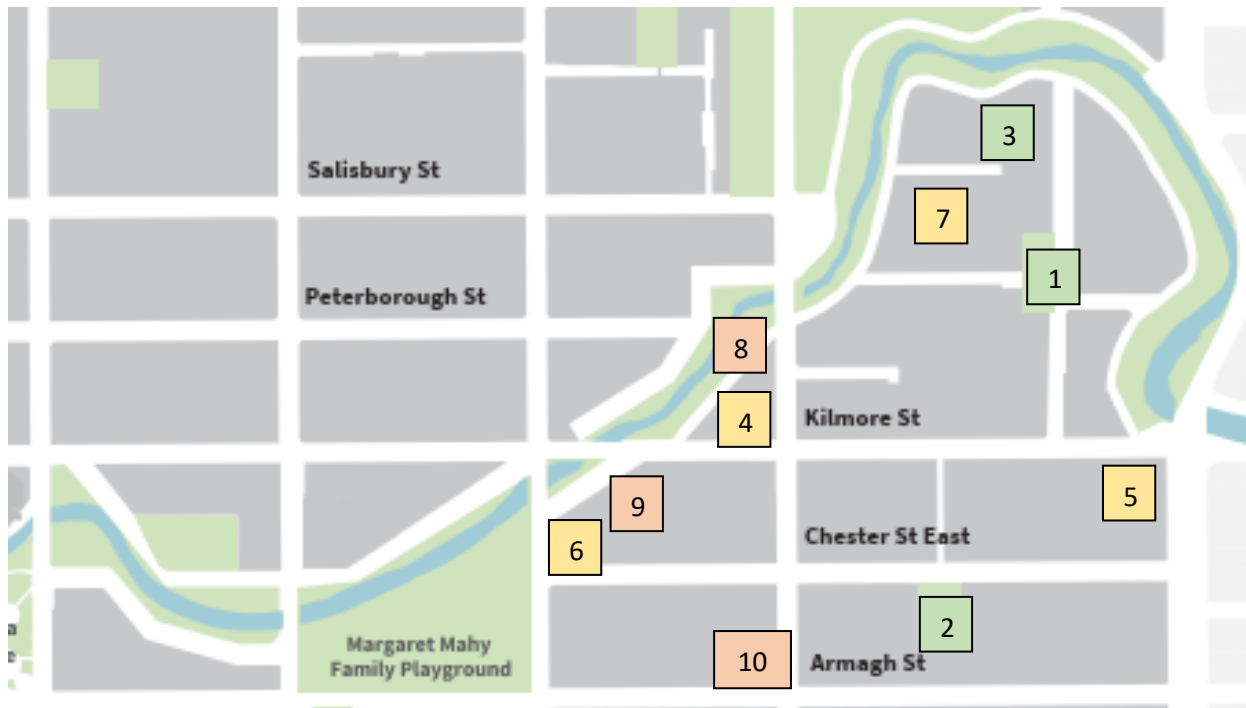 3
Salisbury St
7
1
Peterborough St
8
4
Kilmore St
5
9
Chester St East
6
2
Margaret Mahy
Family Playground
10
Armagh St
a
e